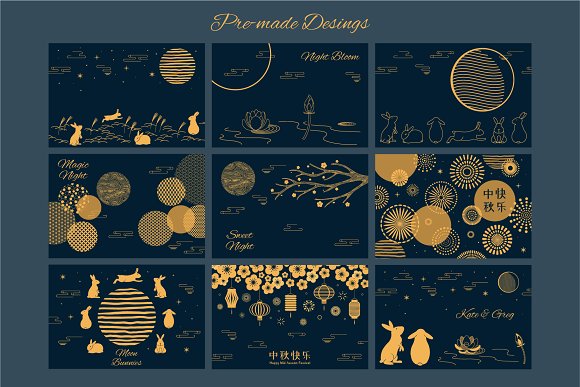 Pre-made Desings
Night Bloom
Magic
Night
Sweet
Night
中快
秋乐
Moon
Bunnies
中秋快乐
Happy Mid Autumn Festival
Kate & Greg